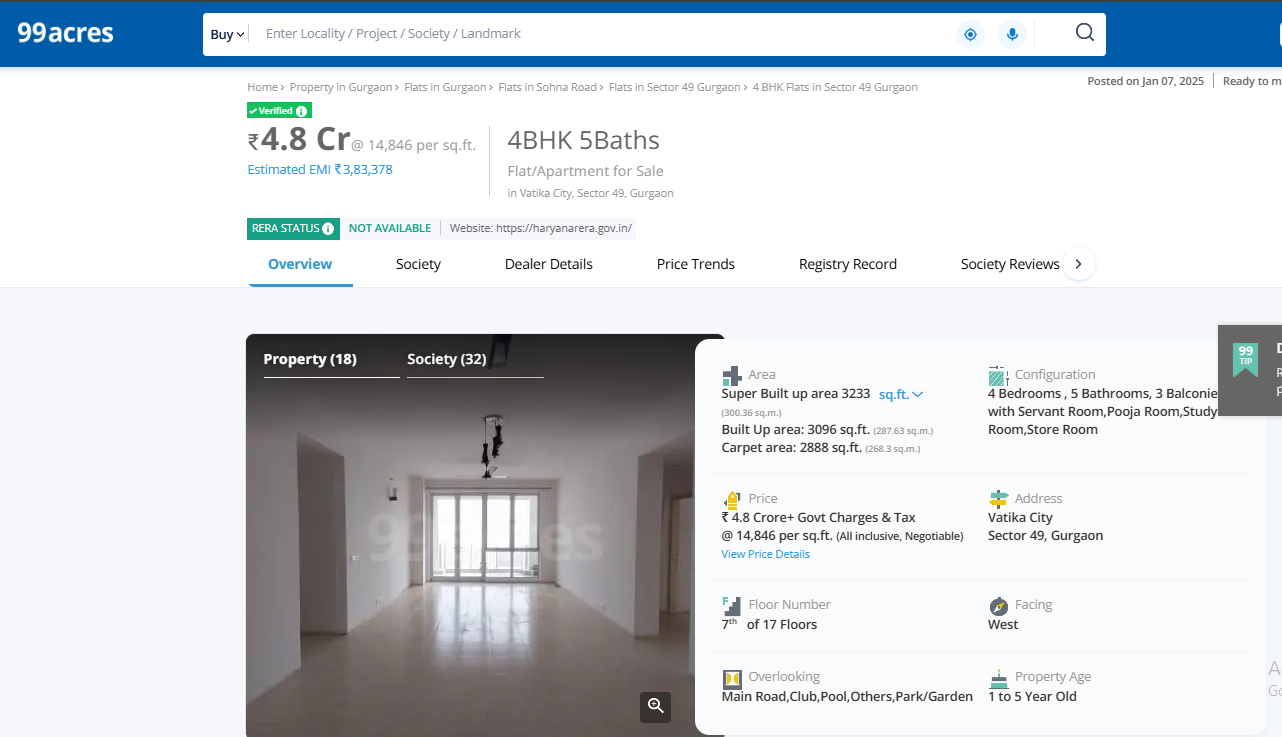 99acres
Buy
Enter Locality / Project / Society / Landmark
Home › Property in Gurgaon › Flats in Gurgaon › Flats in Sohna Road › Flats in Sector 49 Gurgaon › 4 BHK Flats in Sector 49 Gurgaon
Posted on Jan 07, 2025
Ready to m
Verified
₹4.8 Cr @ 14,846 per sq.ft.
Estimated EMI ₹ 3,83,378
4BHK 5Baths
Flat/Apartment for Sale
in Vatika City, Sector 49, Gurgaon
RERA STATUS NOT AVAILABLE Website: https://haryanarera.gov.in/
Overview Society Dealer Details Price Trends Registry Record Society Reviews
Property (18) Society (32)
99acres
Area
Super Built up area 3233 sq.ft.
(300.36 sq.m.)
Built Up area: 3096 sq.ft. (287.63 sq.m.)
Carpet area: 2888 sq.ft. (268.3 sq.m.)
Configuration
4 Bedrooms , 5 Bathrooms, 3 Balconie
with Servant Room,Pooja Room,Study
Room,Store Room
Price
₹ 4.8 Crore+ Govt Charges & Tax
@ 14,846 per sq.ft. (All inclusive, Negotiable)
View Price Details
Address
Vatika City
Sector 49, Gurgaon
Floor Number
7th of 17 Floors
Facing
West
Overlooking
Main Road,Club,Pool,Others,Park/Garden
Property Age
1 to 5 Year Old
99
TIP